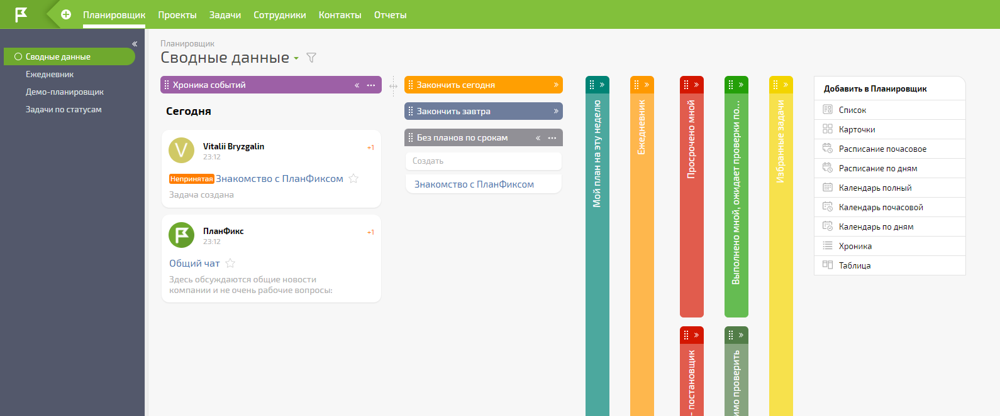 Планировщик Проекты Задачи Сотрудники Контакты Отчеты
Сводные данные
Ежедневник
Демо-планировщик
Задачи по статусам
Планировщик
Сводные данные
Хроника событий
Сегодня
Vitalii Bryzgalin
+1
23:12
Непринятая Знакомство с ПланФиксом
Задача создана
ПланФикс
+1
23:12
Общий чат
Здесь обсуждаются общие новости
компании и не очень рабочие вопросы:
Закончить сегодня
Закончить завтра
Без планов по срокам
Создать
Знакомство с ПланФиксом
Мой план на эту неделю
Ежедневник
Просрочено мной
– постановщик
Выполнено мной, ожидает проверки по...
имо проверить
Избранные задачи
Добавить в Планировщик
Список
Карточки
Расписание почасовое
Расписание по дням
Календарь полный
Календарь почасовой
Календарь по дням
Хроника
Таблица